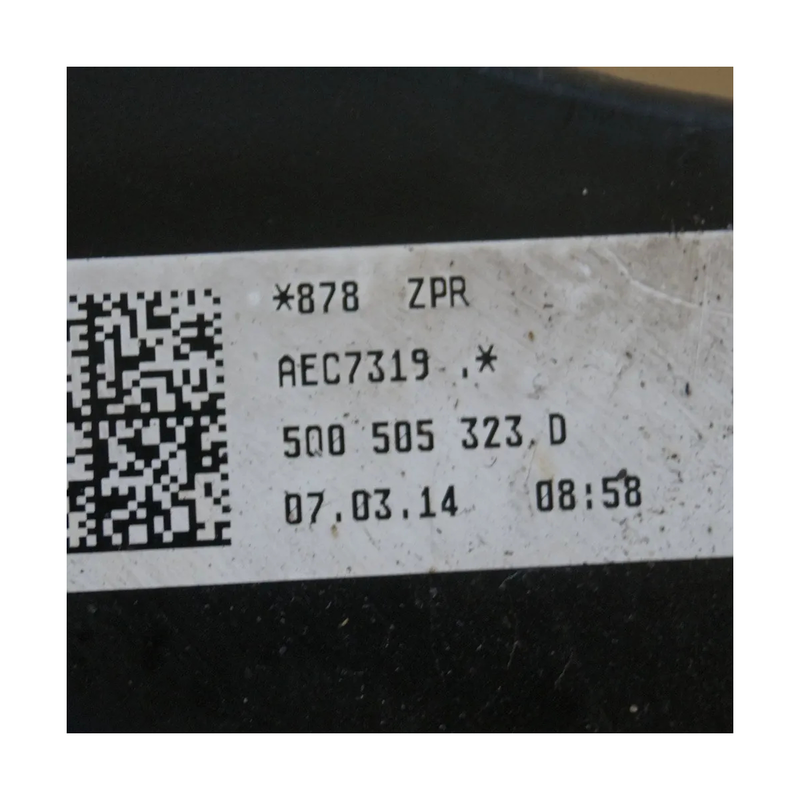 *878 ZPR
AEC7319 .*
5Q0 505 323 D
07.03.14 08:58